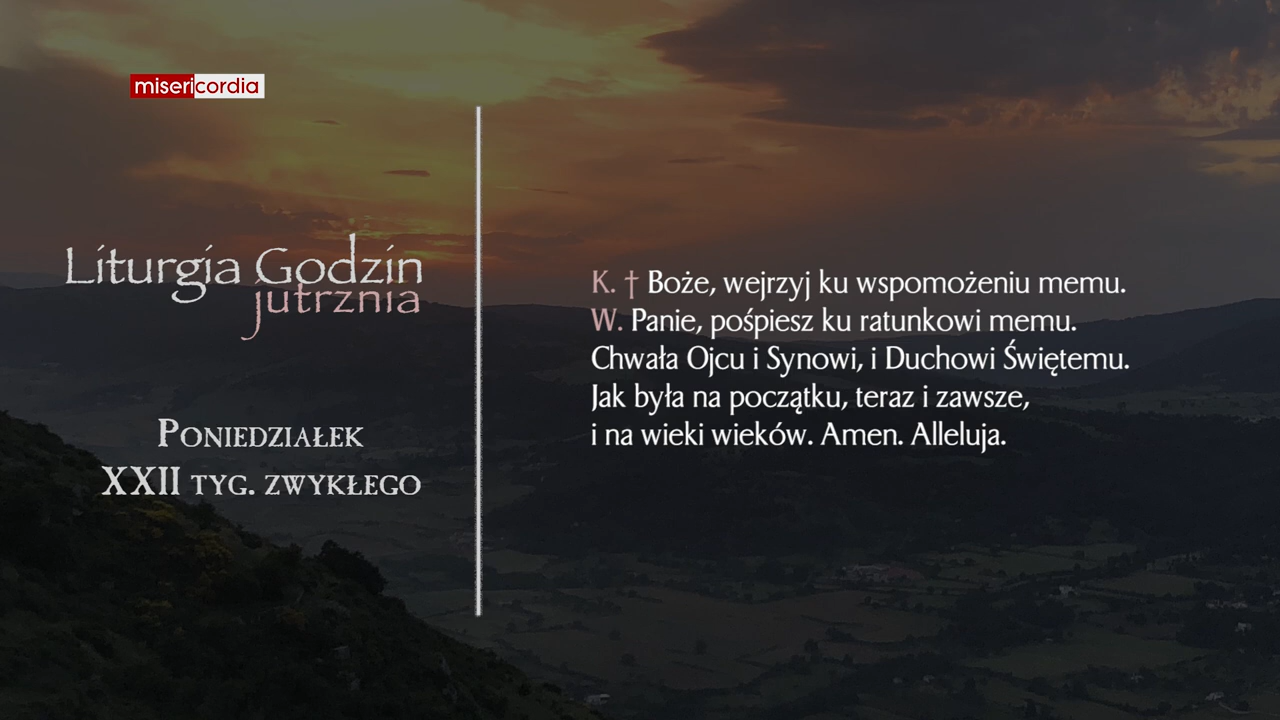 misericordia
Liturgia Godzin
jutrznia
Poniedziałek
XXII tyg. zwykłego
K. † Boże, wejrzyj ku wspomożeniu memu.
W. Panie, pośpiesz ku ratunkowi memu.
Chwała Ojcu i Synowi, i Duchowi Świętemu.
Jak była na początku, teraz i zawsze,
i na wieki wieków. Amen. Alleluja.